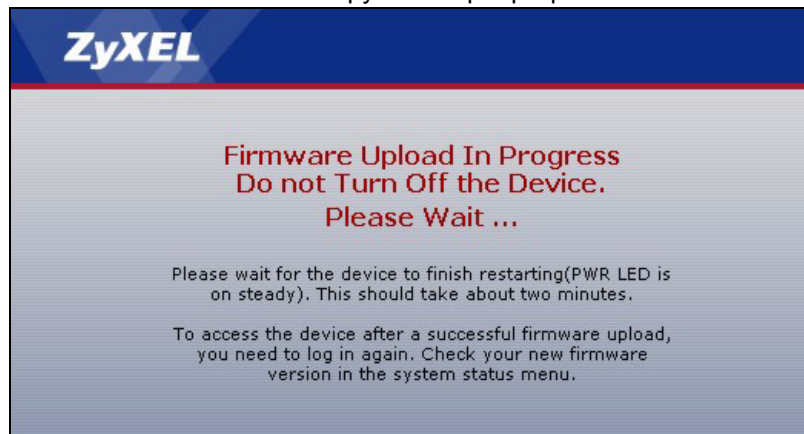 ZyXEL
Firmware Upload In Progress
Do not Turn Off the Device.
Please Wait ...
Please wait for the device to finish restarting(PWR LED is
on steady). This should take about two minutes.
To access the device after a successful firmware upload,
you need to log in again. Check your new firmware
version in the system status menu.